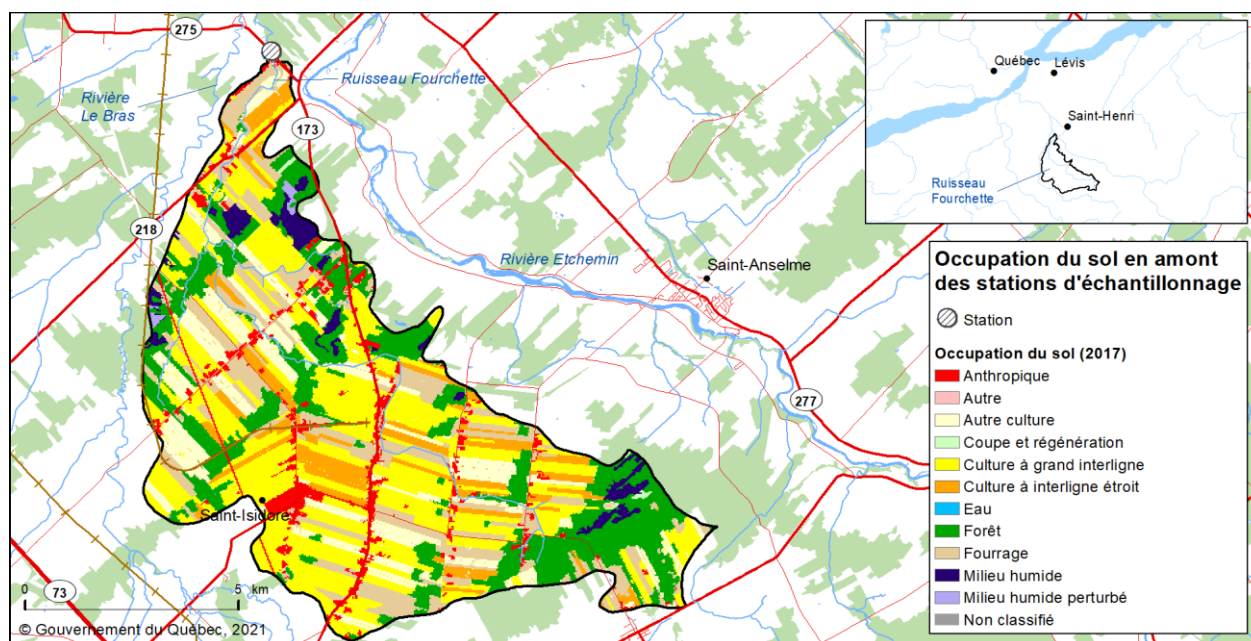 275
Ruisseau Fourchette
Rivière
Le Bras
173
218
Rivière Etchemin
Saint-Anselme
277
Saint-Isidore
73
0 5 km
© Gouvernement du Québec, 2021
Québec
Lévis
Saint-Henri
Ruisseau
Fourchette
Occupation du sol en amont
des stations d'échantillonnage
Station
Occupation du sol (2017)
Anthropique
Autre
Autre culture
Coupe et régénération
Culture à grand interligne
Culture à interligne étroit
Eau
Forêt
Fourrage
Milieu humide
Milieu humide perturbé
Non classifié